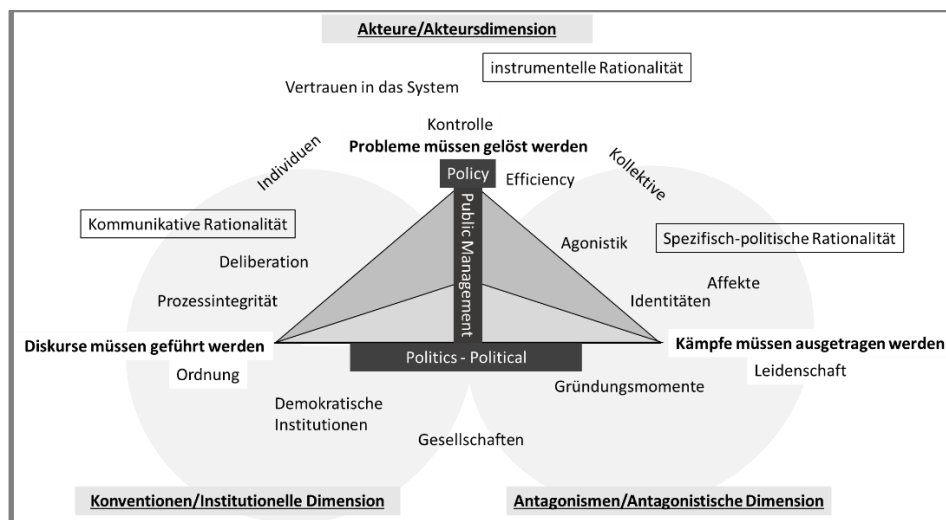 Akteure/Akteursdimension
instrumentelle Rationalität
Vertrauen in das System
Kontrolle
Probleme müssen gelöst werden
Individuen
Kollektive
Policy
Efficiency
Public Management
Kommunikative Rationalität
Spezifisch-politische Rationalität
Agonistik
Deliberation
Affekte
Prozessintegrität
Identitäten
Diskurse müssen geführt werden
Kämpfe müssen ausgetragen werden
Politics - Political
Ordnung
Leidenschaft
Gründungsmomente
Demokratische
Institutionen
Gesellschaften
Konventionen/Institutionelle Dimension
Antagonismen/Antagonistische Dimension